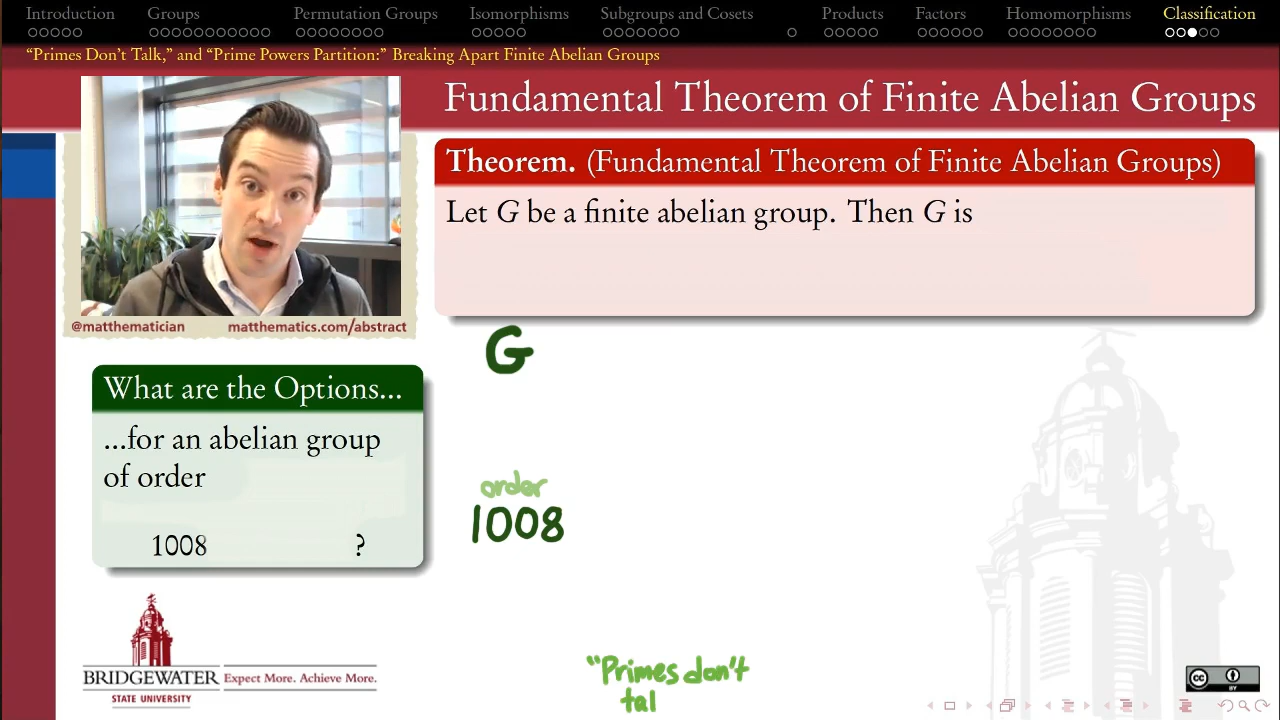 Introduction Groups Permutation Groups Isomorphisms Subgroups and Cosets Products Factors Homomorphisms Classification
“Primes Don’t Talk,” and “Prime Powers Partition:” Breaking Apart Finite Abelian Groups
Fundamental Theorem of Finite Abelian Groups
Theorem. (Fundamental Theorem of Finite Abelian Groups)
Let G be a finite abelian group. Then G is
@matthematician matthematics.com/abstract
G
What are the Options...
...for an abelian group
of order
1008 ?
order
1008
“Primes don’t
tal
BRIDGEWATER
STATE UNIVERSITY
Expect More. Achieve More.
CC BY